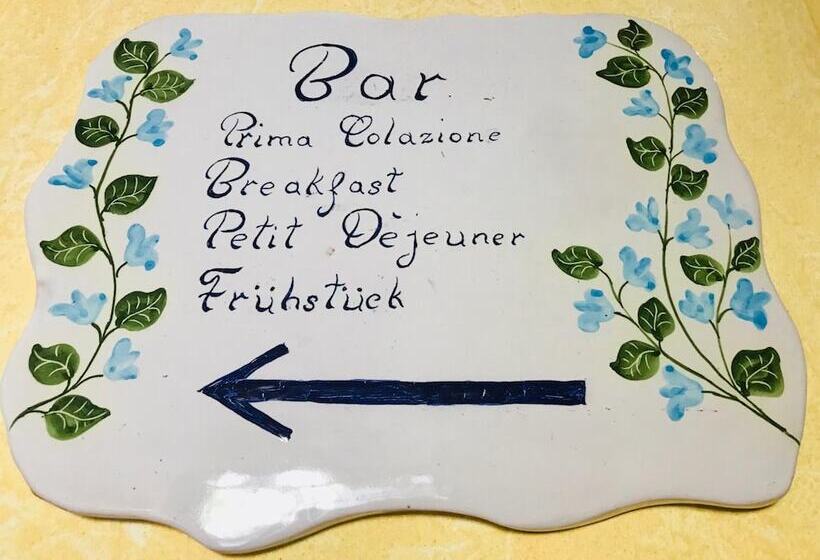 Bar
Prima Colazione
Breakfast
Petit Dèjeuner
Frühstück